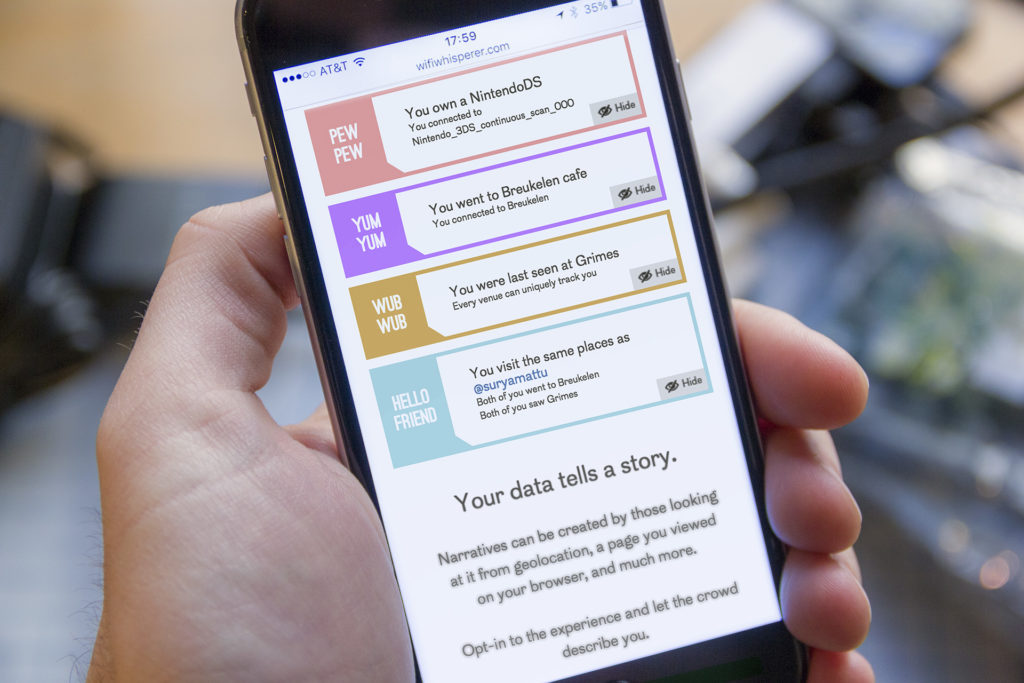 AT&T 17:59 35%
wifiwhisperer.com
PEW
PEW
You own a NintendoDS
You connected to
Nintendo_3DS_continuous_scan_000
Hide
YUM
YUM
You went to Breukelen cafe
You connected to Breukelen
Hide
WUB
WUB
You were last seen at Grimes
Every venue can uniquely track you
Hide
HELLO
FRIEND
You visit the same places as
@suryamattu
Both of you went to Breukelen
Both of you saw Grimes
Hide
Your data tells a story.
Narratives can be created by those looking
at it from geolocation, a page you viewed
on your browser, and much more.
Opt-in to the experience and let the crowd
describe you.